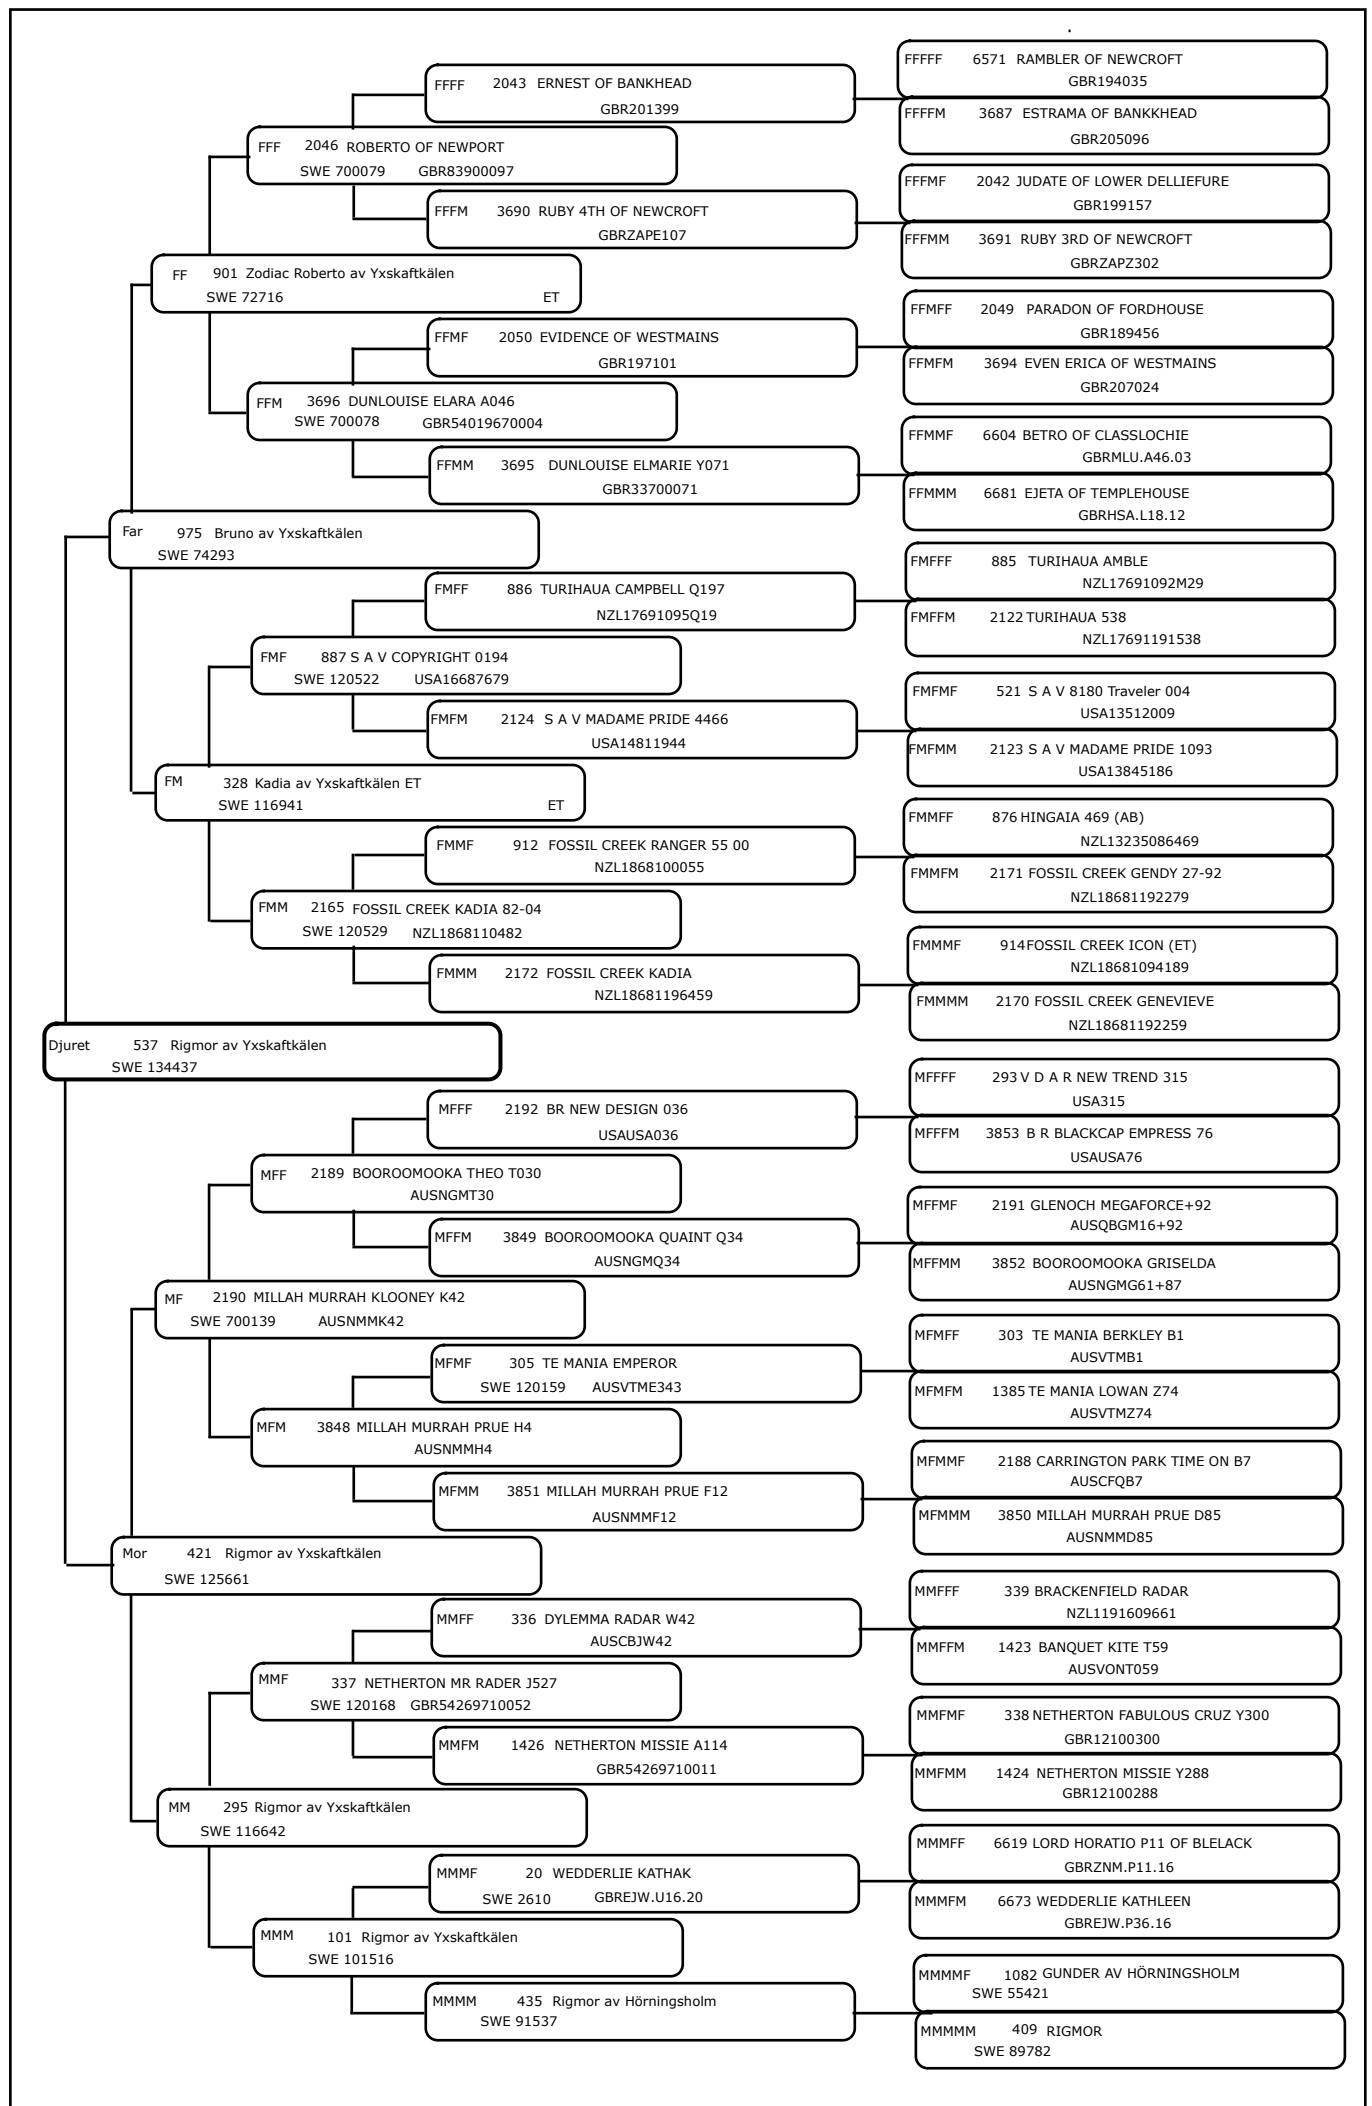 FFFFF 6571 RAMBLER OF NEWCROFT
GBR194035
FFFF 2043 ERNEST OF BANKHEAD
GBR201399
FFFFM 3687 ESTRAMA OF BANKKHEAD
GBR205096
FFF 2046 ROBERTO OF NEWPORT
SWE 700079 GBR83900097
FFFMF 2042 JUDATE OF LOWER DELLIEFURE
GBR199157
FFFM 3690 RUBY 4TH OF NEWCROFT
GBRZAPE107
FFFMM 3691 RUBY 3RD OF NEWCROFT
GBRZAPZ302
FF 901 Zodiac Roberto av Yxskaftkälen
SWE 72716 ET
FFMFF 2049 PARADON OF FORDHOUSE
GBR189456
FFMF 2050 EVIDENCE OF WESTMAINS
GBR197101
FFMFM 3694 EVEN ERICA OF WESTMAINS
GBR207024
FFM 3696 DUNLOUISE ELARA A046
SWE 700078 GBR54019670004
FFMMF 6604 BETRO OF CLASSLOCHIE
GBRMLU.A46.03
FFMM 3695 DUNLOUISE ELMARIE Y071
GBR33700071
FFMMM 6681 EJETA OF TEMPLEHOUSE
GBRHSA.L18.12
Far 975 Bruno av Yxskaftkälen
SWE 74293
FMFFF 885 TURIHAUA AMBLE
NZL17691092M29
FMFF 886 TURIHAUA CAMPBELL Q197
NZL17691095Q19
FMFFM 2122 TURIHAUA 538
NZL17691191538
FMF 887 S A V COPYRIGHT 0194
SWE 120522 USA16687679
FMFMF 521 S A V 8180 Traveler 004
USA13512009
FMFM 2124 S A V MADAME PRIDE 4466
USA14811944
FMFMM 2123 S A V MADAME PRIDE 1093
USA13845186
FM 328 Kadia av Yxskaftkälen ET
SWE 116941 ET
FMMFF 876 HINGAIA 469 (AB)
NZL13235086469
FMMF 912 FOSSIL CREEK RANGER 55 00
NZL1868100055
FMMFM 2171 FOSSIL CREEK GENDY 27-92
NZL18681192279
FMM 2165 FOSSIL CREEK KADIA 82-04
SWE 120529 NZL1868110482
FMMMF 914 FOSSIL CREEK ICON (ET)
NZL18681094189
FMMM 2172 FOSSIL CREEK KADIA
NZL18681196459
FMMMM 2170 FOSSIL CREEK GENEVIEVE
NZL18681192259
Djuret 537 Rigmor av Yxskaftkälen
SWE 134437
MFFFF 293 V D A R NEW TREND 315
USA315
MFFF 2192 BR NEW DESIGN 036
USAUSA036
MFFFM 3853 B R BLACKCAP EMPRESS 76
USAUSA76
MFF 2189 BOOROOMOOKA THEO T030
AUSNGMT30
MFFMF 2191 GLENOCH MEGAFORCE+92
AUSQBGM16+92
MFFM 3849 BOOROOMOOKA QUAINT Q34
AUSNGMQ34
MFFMM 3852 BOOROOMOOKA GRISELDA
AUSNGMG61+87
MF 2190 MILLAH MURRAH KLOONEY K42
SWE 700139 AUSNMMK42
MFMFF 303 TE MANIA BERKLEY B1
AUSVTMB1
MFMF 305 TE MANIA EMPEROR
SWE 120159 AUSVTME343
MFMFM 1385 TE MANIA LOWAN Z74
AUSVTMZ74
MFM 3848 MILLAH MURRAH PRUE H4
AUSNMMH4
MFMMF 2188 CARRINGTON PARK TIME ON B7
AUSCFQB7
MFMM 3851 MILLAH MURRAH PRUE F12
AUSNMMF12
MFMMM 3850 MILLAH MURRAH PRUE D85
AUSNMMD85
Mor 421 Rigmor av Yxskaftkälen
SWE 125661
MMFFF 339 BRACKENFIELD RADAR
NZL1191609661
MMFF 336 DYLEMMA RADAR W42
AUSCBJW42
MMFFM 1423 BANQUET KITE T59
AUSVONT059
MMF 337 NETHERTON MR RADER J527
SWE 120168 GBR54269710052
MMFMF 338 NETHERTON FABULOUS CRUZ Y300
GBR12100300
MMFM 1426 NETHERTON MISSIE A114
GBR54269710011
MMFMM 1424 NETHERTON MISSIE Y288
GBR12100288
MM 295 Rigmor av Yxskaftkälen
SWE 116642
MMMFF 6619 LORD HORATIO P11 OF BLELACK
GBRZNM.P11.16
MMMF 20 WEDDERLIE KATHAK
SWE 2610 GBREJW.U16.20
MMMFM 6673 WEDDERLIE KATHLEEN
GBREJW.P36.16
MMM 101 Rigmor av Yxskaftkälen
SWE 101516
MMMMF 1082 GUNDER AV HÖRNINGSHOLM
SWE 55421
MMMM 435 Rigmor av Hörningsholm
SWE 91537
MMMMM 409 RIGMOR
SWE 89782